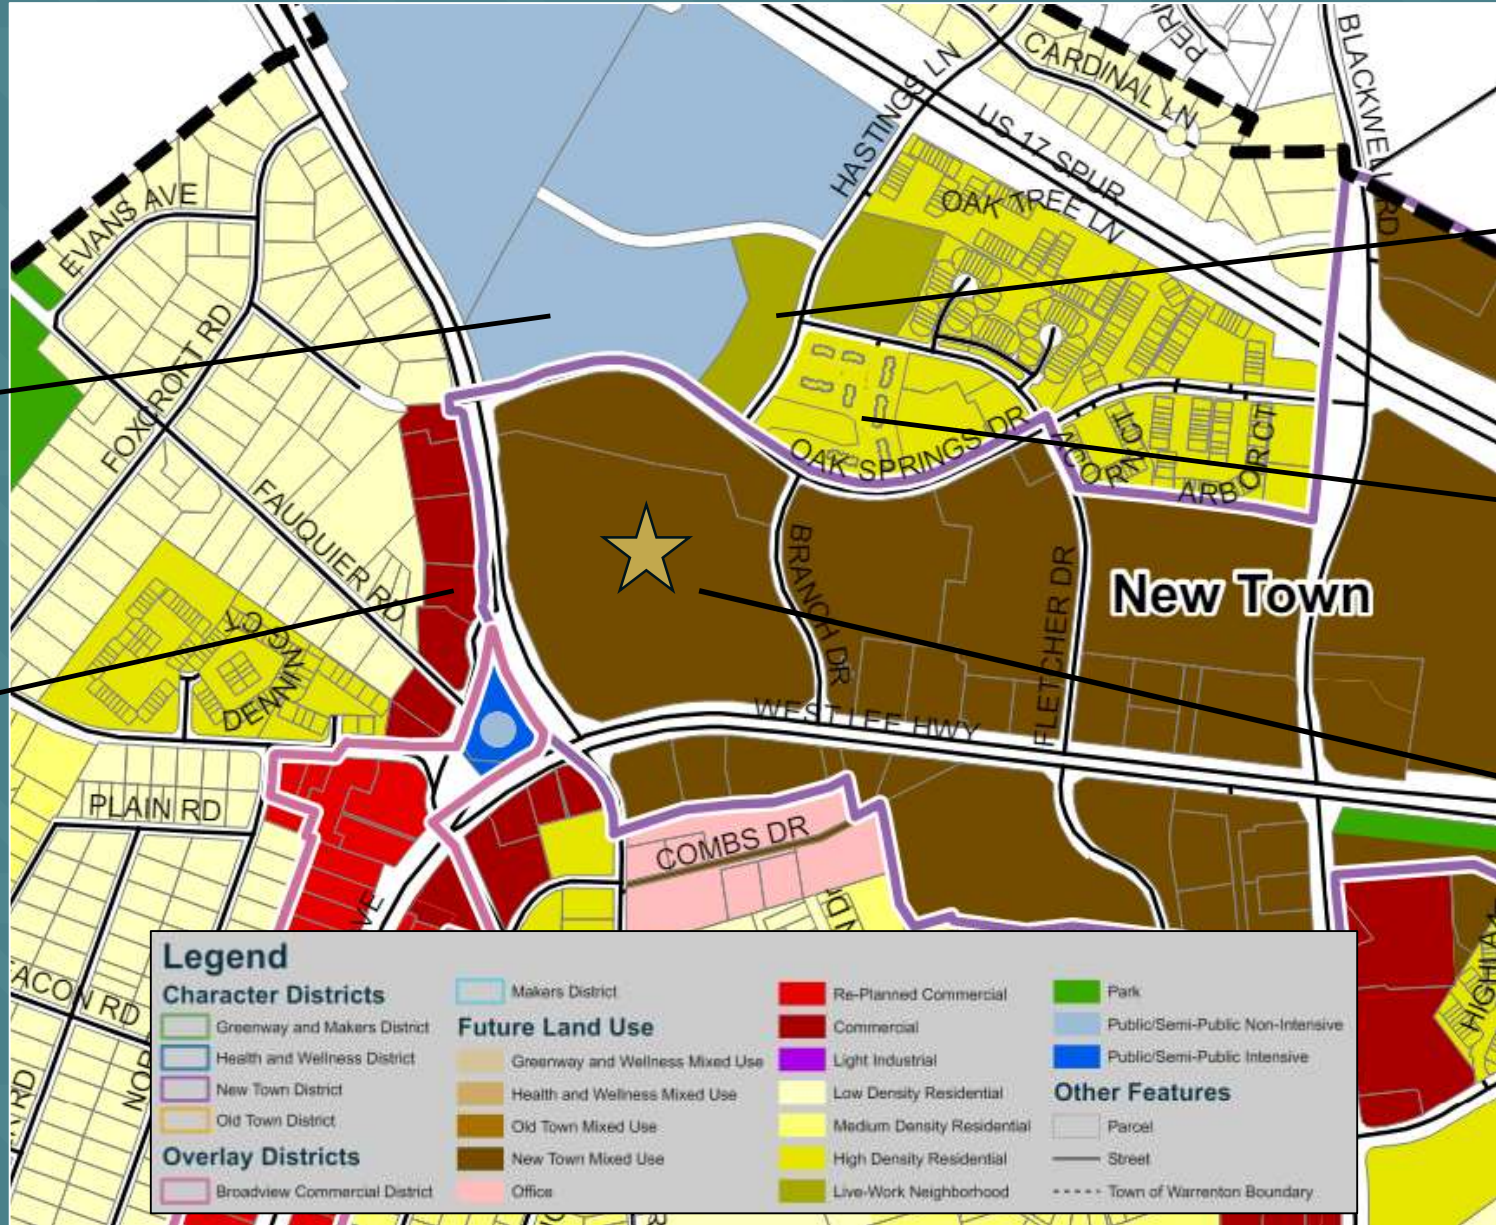 HASTINGS LN
CARDINAL LN
BLACKWELL RD
US 17 SPUR
OAK TREE LN
EVANS AVE
FOXCROFT RD
FAUQUIER RD
OAK SPRINGS DR
ACORN CT
ARBOR CT
BRANCH DR
FLETCHER DR
New Town
DENNING CT
WEST LEE HWY
PLAIN RD
COMBS DR
AVE
ACON RD
RD
Legend
Character Districts
Greenway and Makers District
Health and Wellness District
New Town District
Old Town District
Overlay Districts
Broadview Commercial District
Makers District
Future Land Use
Greenway and Wellness Mixed Use
Health and Wellness Mixed Use
Old Town Mixed Use
New Town Mixed Use
Office
Re-Planned Commercial
Commercial
Light Industrial
Low Density Residential
Medium Density Residential
High Density Residential
Live-Work Neighborhood
Park
Public/Semi-Public Non-Intensive
Public/Semi-Public Intensive
Other Features
Parcel
Street
Town of Warrenton Boundary